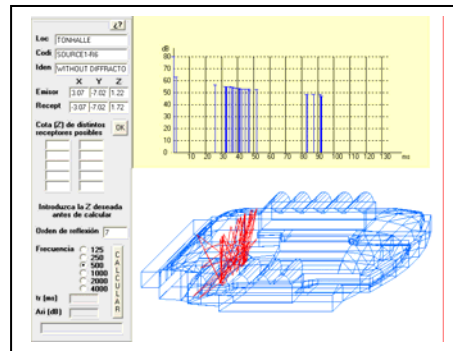 ¿?
Loc TONHALLE
Codi SOURCE1-R6
Iden WITHOUT DIFFRACTO
X Y Z
Emisor 3.07 -7.02 1.22
Recept -3.07 -7.02 1.72
Cota (Z) de distintos
receptores posibles
OK
Introduzca la Z deseada
antes de calcular
Orden de reflexión 7
Frecuencia 125
250
500
1000
2000
4000
CALCULAR
tr (ms)
Ari (dB)
dB
80
70
60
50
40
30
20
10
0
10 20 30 40 50 60 70 80 90 100 110 120 130 ms